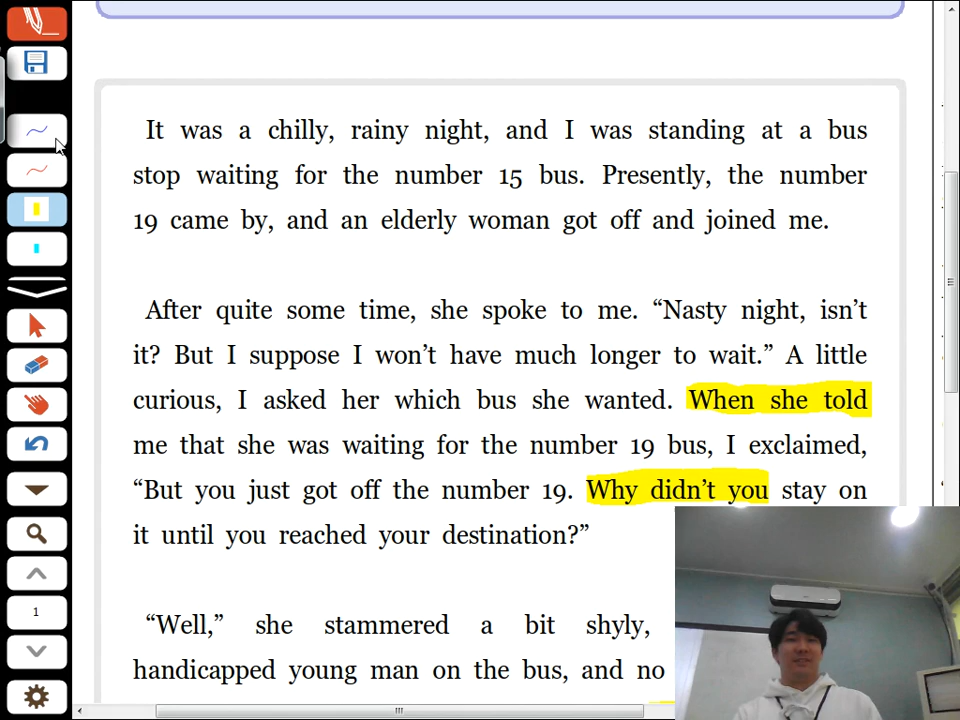 It was a chilly, rainy night, and I was standing at a bus
stop waiting for the number 15 bus. Presently, the number
19 came by, and an elderly woman got off and joined me.
After quite some time, she spoke to me. “Nasty night, isn’t
it? But I suppose I won’t have much longer to wait.” A little
curious, I asked her which bus she wanted. When she told
me that she was waiting for the number 19 bus, I exclaimed,
“But you just got off the number 19. Why didn’t you stay on
it until you reached your destination?”
“Well,” she stammered a bit shyly,
handicapped young man on the bus, and no
1